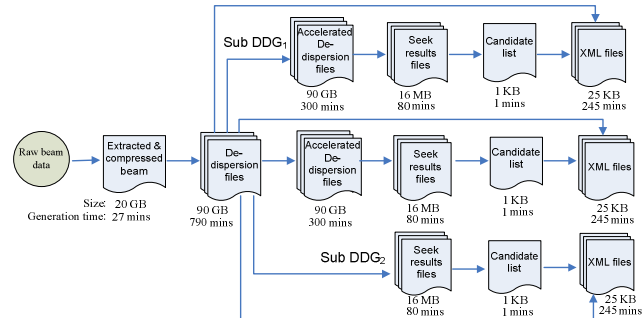 Sub DDG1
Accelerated
De-
dispersion
files
90 GB
300 mins
Seek
results
files
16 MB
80 mins
Candidate
list
1 KB
1 mins
XML files
25 KB
245 mins
Raw beam
data
Extracted &
compressed
beam
Size: 20 GB
Generation time: 27 mins
De-
dispersion
files
90 GB
790 mins
Accelerated
De-
dispersion
files
90 GB
300 mins
Seek
results
files
16 MB
80 mins
Candidate
list
1 KB
1 mins
XML files
25 KB
245 mins
Sub DDG2
Seek
results
files
16 MB
80 mins
Candidate
list
1 KB
1 mins
XML files
25 KB
245 mins